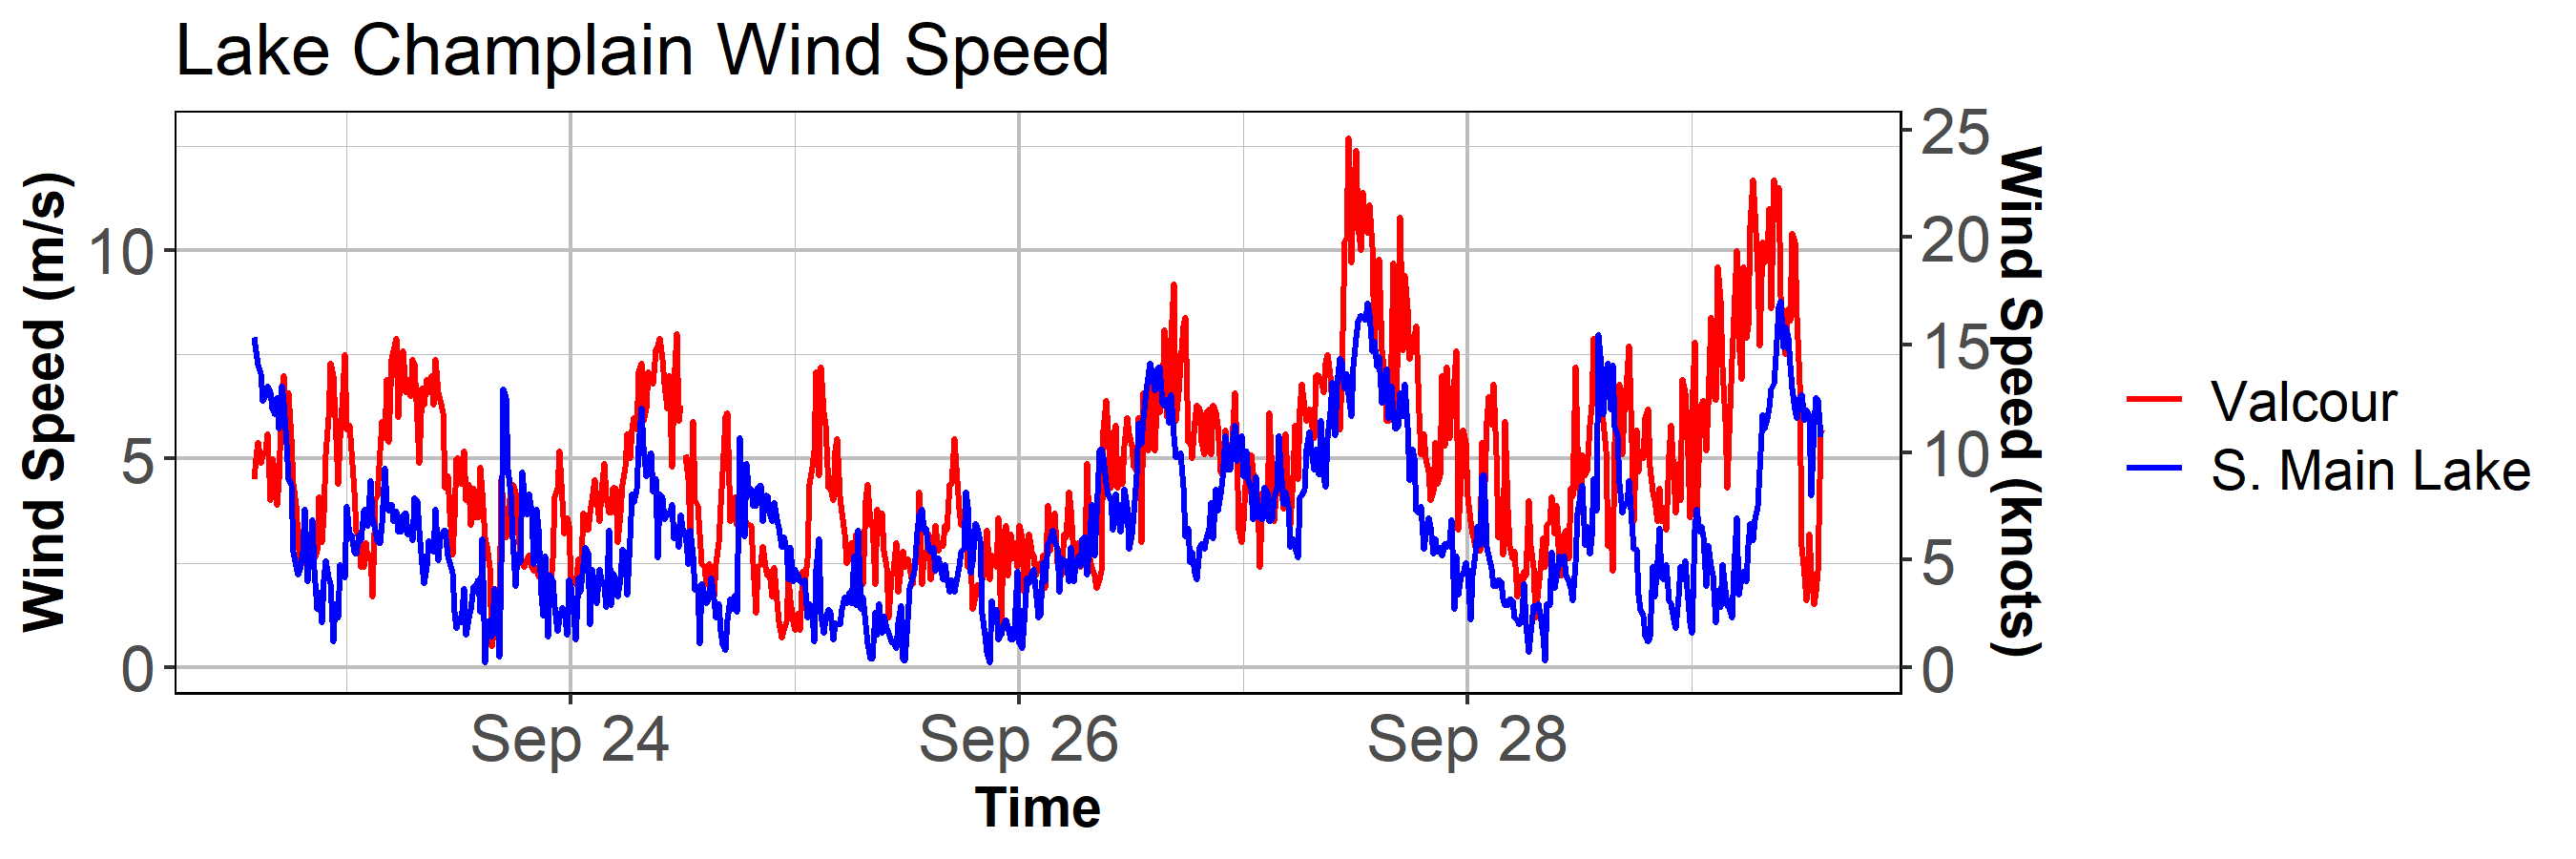 Lake Champlain Wind Speed
Wind Speed (m/s)
10
5
0
25
20
15
10
5
0
Wind Speed (knots)
Sep 24
Sep 26
Sep 28
Time
Valcour
S. Main Lake